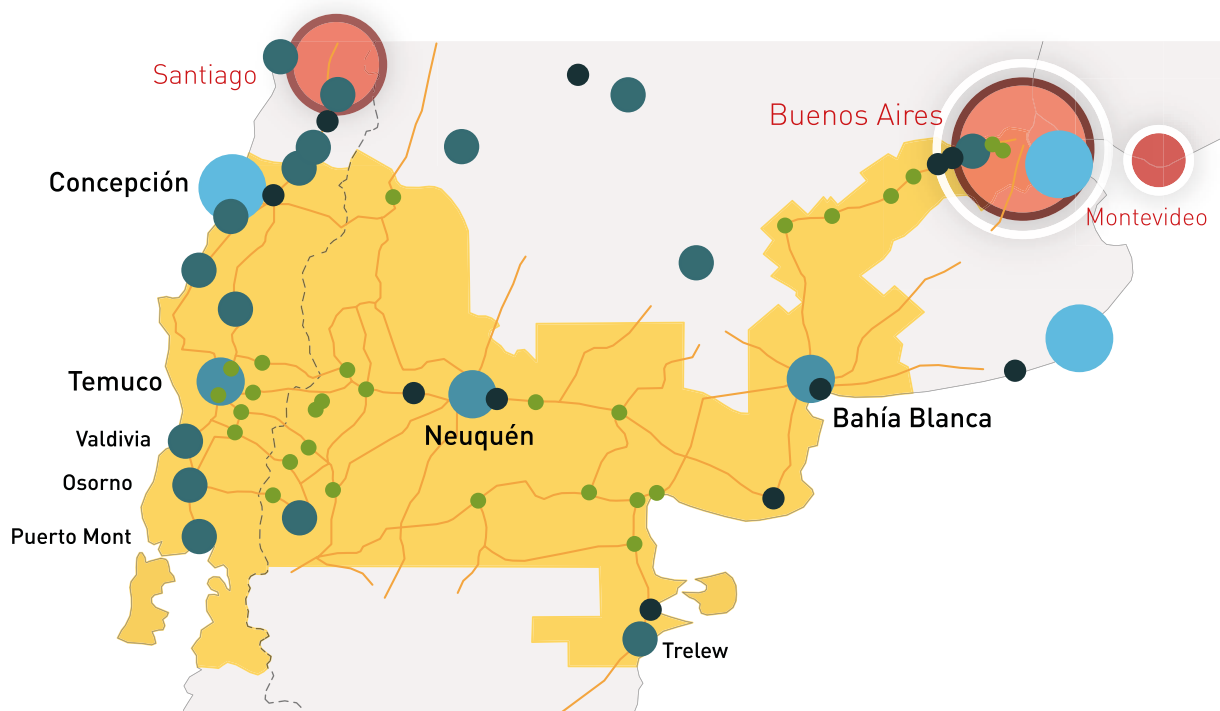 Santiago
Buenos Aires
Concepción
Montevideo
Temuco
Bahía Blanca
Neuquén
Valdivia
Osorno
Puerto Mont
Trelew